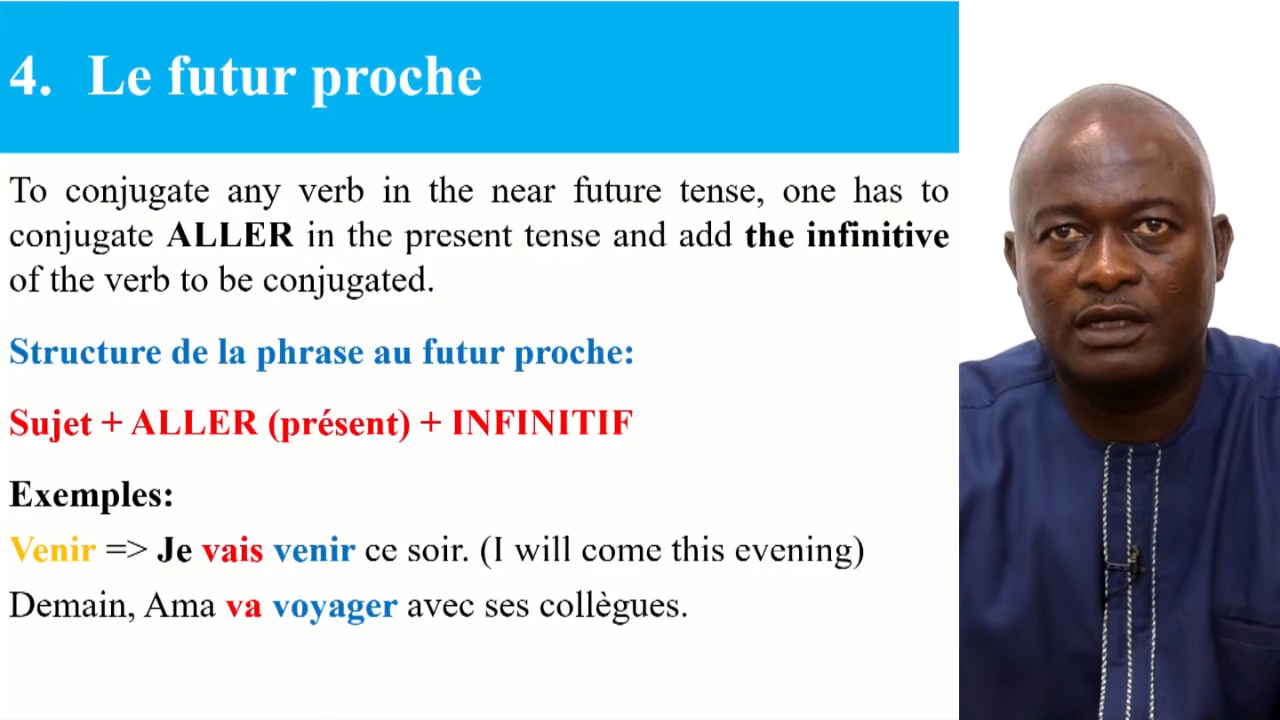 4. Le futur proche
To conjugate any verb in the near future tense, one has to
conjugate ALLER in the present tense and add the infinitive
of the verb to be conjugated.
Structure de la phrase au futur proche:
Sujet + ALLER (présent) + INFINITIF
Exemples:
Venir => Je vais venir ce soir. (I will come this evening)
Demain, Ama va voyager avec ses collègues.